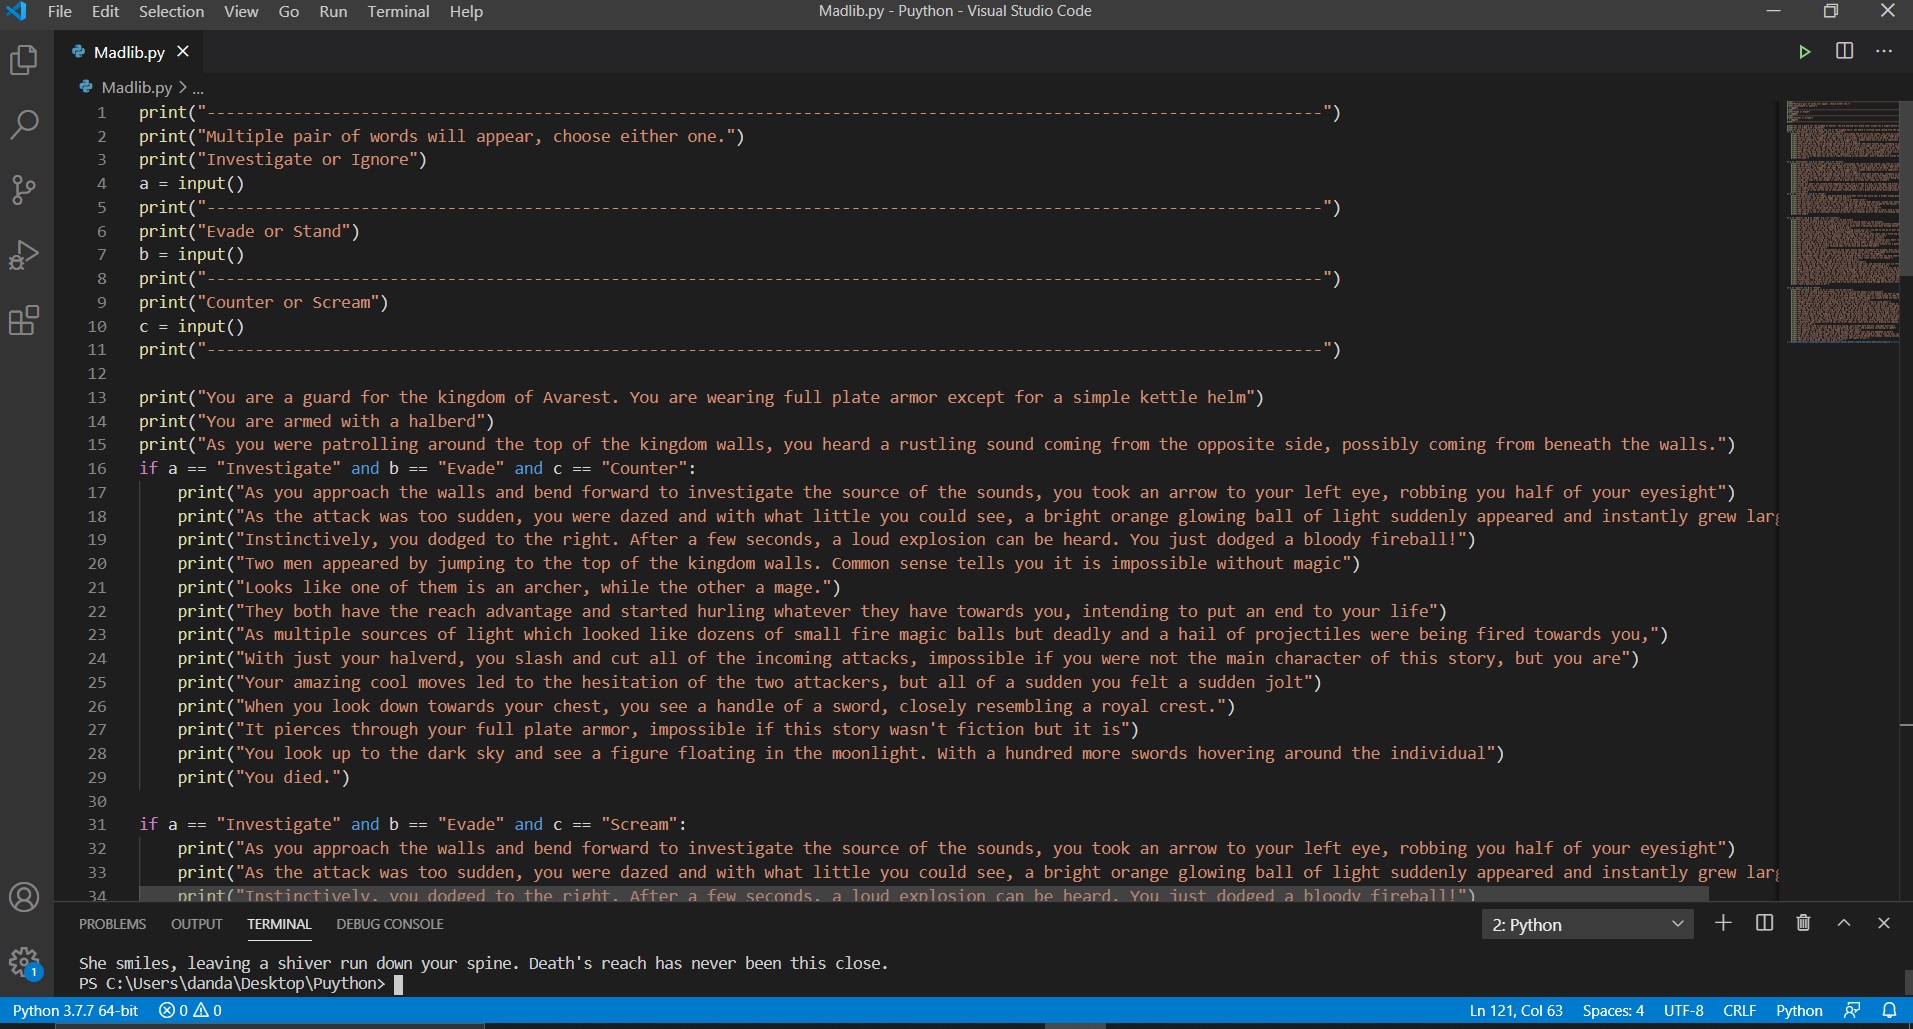 File Edit Selection View Go Run Terminal Help Madlib.py - Puython - Visual Studio Code
Madlib.py
Madlib.py > ...
1 print("--------------------------------------------------------------------------------------------------------------------")
2 print("Multiple pair of words will appear, choose either one.")
3 print("Investigate or Ignore")
4 a = input()
5 print("--------------------------------------------------------------------------------------------------------------------")
6 print("Evade or Stand")
7 b = input()
8 print("--------------------------------------------------------------------------------------------------------------------")
9 print("Counter or Scream")
10 c = input()
11 print("--------------------------------------------------------------------------------------------------------------------")
12
13 print("You are a guard for the kingdom of Avarest. You are wearing full plate armor except for a simple kettle helm")
14 print("You are armed with a halberd")
15 print("As you were patrolling around the top of the kingdom walls, you heard a rustling sound coming from the opposite side, possibly coming from beneath the walls.")
16 if a == "Investigate" and b == "Evade" and c == "Counter":
17 print("As you approach the walls and bend forward to investigate the source of the sounds, you took an arrow to your left eye, robbing you half of your eyesight")
18 print("As the attack was too sudden, you were dazed and with what little you could see, a bright orange glowing ball of light suddenly appeared and instantly grew larg
19 print("Instinctively, you dodged to the right. After a few seconds, a loud explosion can be heard. You just dodged a bloody fireball!")
20 print("Two men appeared by jumping to the top of the kingdom walls. Common sense tells you it is impossible without magic")
21 print("Looks like one of them is an archer, while the other a mage.")
22 print("They both have the reach advantage and started hurling whatever they have towards you, intending to put an end to your life")
23 print("As multiple sources of light which looked like dozens of small fire magic balls but deadly and a hail of projectiles were being fired towards you,")
24 print("With just your halverd, you slash and cut all of the incoming attacks, impossible if you were not the main character of this story, but you are")
25 print("Your amazing cool moves led to the hesitation of the two attackers, but all of a sudden you felt a sudden jolt")
26 print("When you look down towards your chest, you see a handle of a sword, closely resembling a royal crest.")
27 print("It pierces through your full plate armor, impossible if this story wasn't fiction but it is")
28 print("You look up to the dark sky and see a figure floating in the moonlight. With a hundred more swords hovering around the individual")
29 print("You died.")
30
31 if a == "Investigate" and b == "Evade" and c == "Scream":
32 print("As you approach the walls and bend forward to investigate the source of the sounds, you took an arrow to your left eye, robbing you half of your eyesight")
33 print("As the attack was too sudden, you were dazed and with what little you could see, a bright orange glowing ball of light suddenly appeared and instantly grew larg
34 print("Instinctively, you dodged to the right. After a few seconds, a loud explosion can be heard. You just dodged a bloody fireball!")
PROBLEMS OUTPUT TERMINAL DEBUG CONSOLE 2: Python
She smiles, leaving a shiver run down your spine. Death's reach has never been this close.
PS C:\Users\danda\Desktop\Puython>
1
Python 3.7.7 64-bit 0 0 Ln 121, Col 63 Spaces: 4 UTF-8 CRLF Python